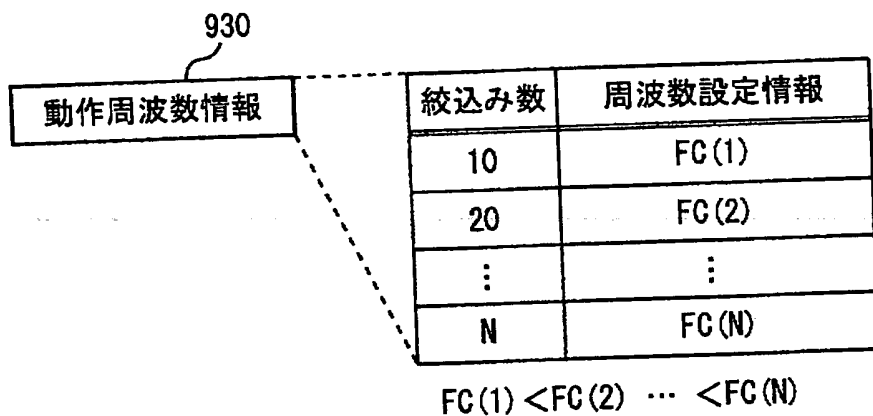 930
動作周波数情報
絞込み数 周波数設定情報
10 FC(1)
20 FC(2)
⋮ ⋮
N FC(N)
FC(1)<FC(2) … <FC(N)